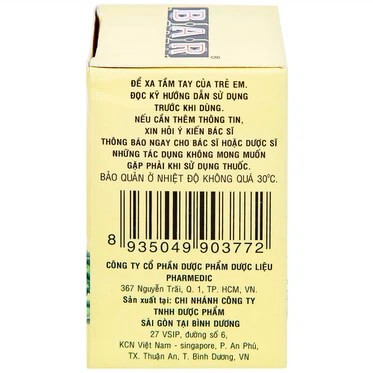 BAR
ĐỂ XA TẦM TAY CỦA TRẺ EM.
ĐỌC KỸ HƯỚNG DẪN SỬ DỤNG
TRƯỚC KHI DÙNG.
NẾU CẦN THÊM THÔNG TIN,
XIN HỎI Ý KIẾN BÁC SĨ
THÔNG BÁO NGAY CHO BÁC SĨ HOẶC DƯỢC SĨ
NHỮNG TÁC DỤNG KHÔNG MONG MUỐN
GẶP PHẢI KHI SỬ DỤNG THUỐC.
BẢO QUẢN Ở NHIỆT ĐỘ KHÔNG QUÁ 30°C.
8 935049 903772
CÔNG TY CỔ PHẦN DƯỢC PHẨM DƯỢC LIỆU
PHARMEDIC
367 Nguyễn Trãi, Q. 1, TP. HCM, VN.
Sản xuất tại: CHI NHÁNH CÔNG TY
TNHH DƯỢC PHẨM
SÀI GÒN TẠI BÌNH DƯƠNG
27 VSIP, đường số 6,
KCN Việt Nam - singapore, P. An Phú,
TX. Thuận An, T. Bình Dương, VN